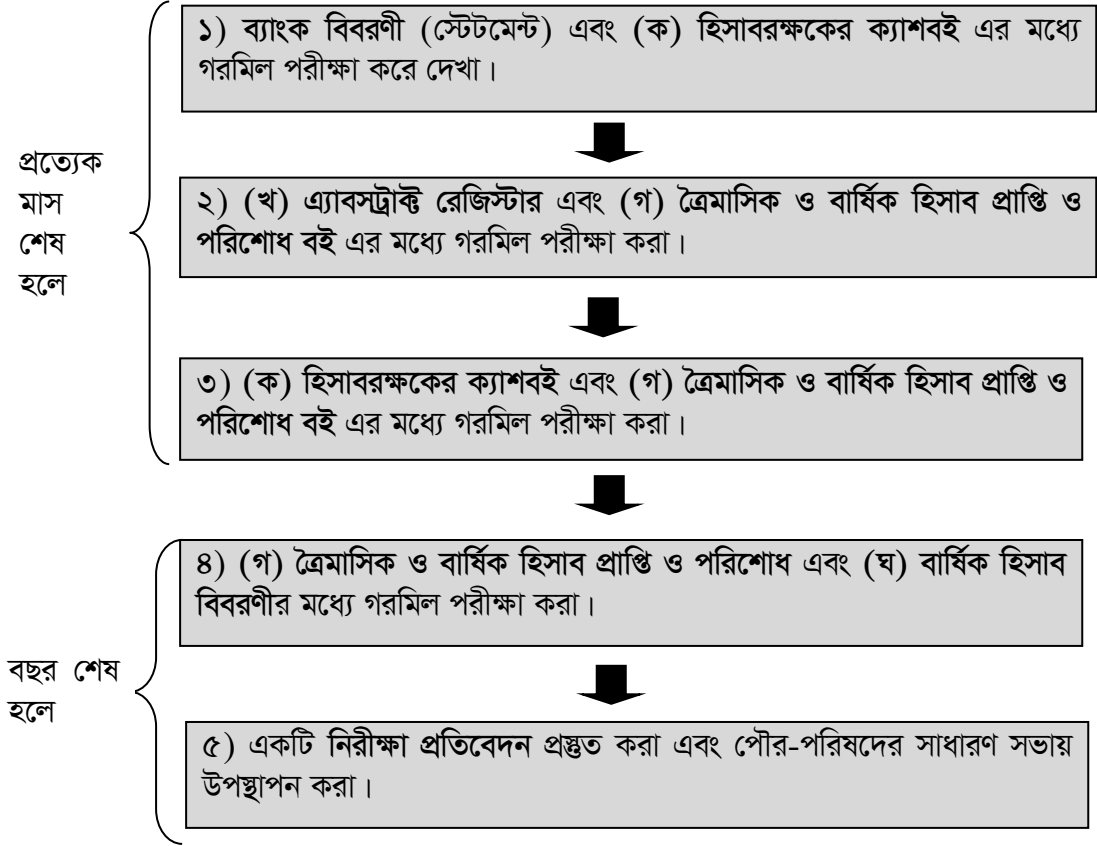 ১) ব্যাংক বিবরণী (স্টেটমেন্ট) এবং (ক) হিসাবরক্ষকের ক্যাশবই এর মধ্যে
গরমিল পরীক্ষা করে দেখা।
প্রত্যেক
মাস
শেষ
হলে
২) (খ) এ্যাবসট্রাক্ট রেজিস্টার এবং (গ) ত্রৈমাসিক ও বার্ষিক হিসাব প্রাপ্তি ও
পরিশোধ বই এর মধ্যে গরমিল পরীক্ষা করা।
৩) (ক) হিসাবরক্ষকের ক্যাশবই এবং (গ) ত্রৈমাসিক ও বার্ষিক হিসাব প্রাপ্তি ও
পরিশোধ বই এর মধ্যে গরমিল পরীক্ষা করা।
৪) (গ) ত্রৈমাসিক ও বার্ষিক হিসাব প্রাপ্তি ও পরিশোধ এবং (ঘ) বার্ষিক হিসাব
বিবরণীর মধ্যে গরমিল পরীক্ষা করা।
বছর শেষ
হলে
৫) একটি নিরীক্ষা প্রতিবেদন প্রস্তুত করা এবং পৌর-পরিষদের সাধারণ সভায়
উপস্থাপন করা।